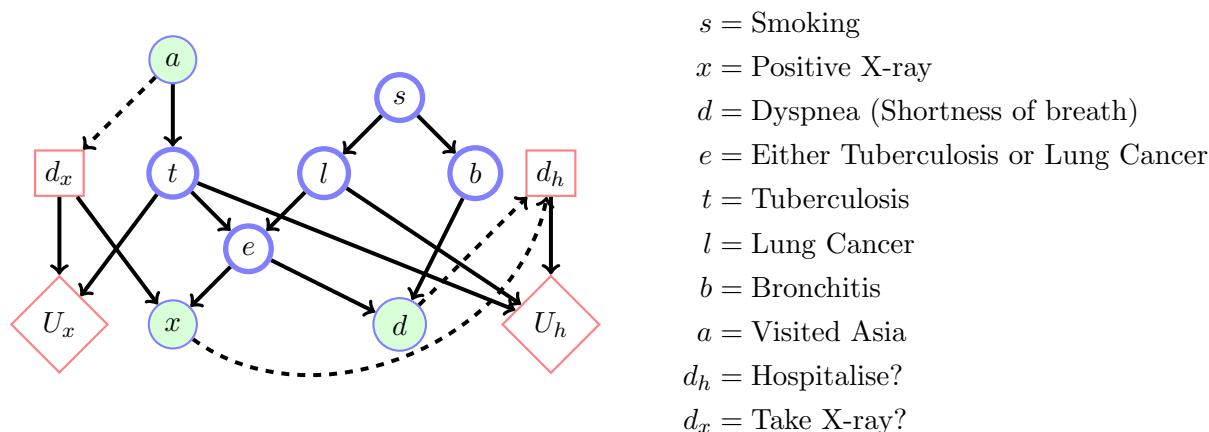 a
s
d_x
t
l
b
d_h
e
U_x
x
d
U_h
s = Smoking
x = Positive X-ray
d = Dyspnea (Shortness of breath)
e = Either Tuberculosis or Lung Cancer
t = Tuberculosis
l = Lung Cancer
b = Bronchitis
a = Visited Asia
d_h = Hospitalise?
d_x = Take X-ray?